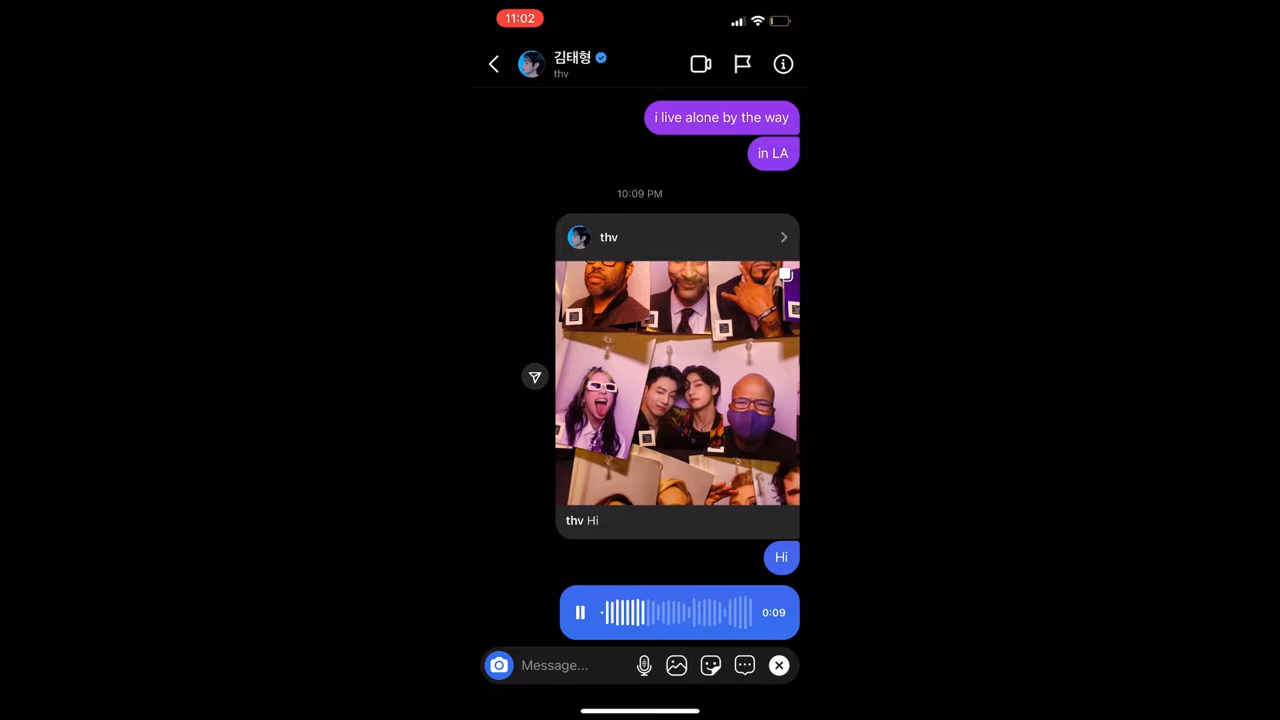 11:02
김태형
thv
i live alone by the way
in LA
10:09 PM
thv
thv Hi
Hi
0:09
Message...